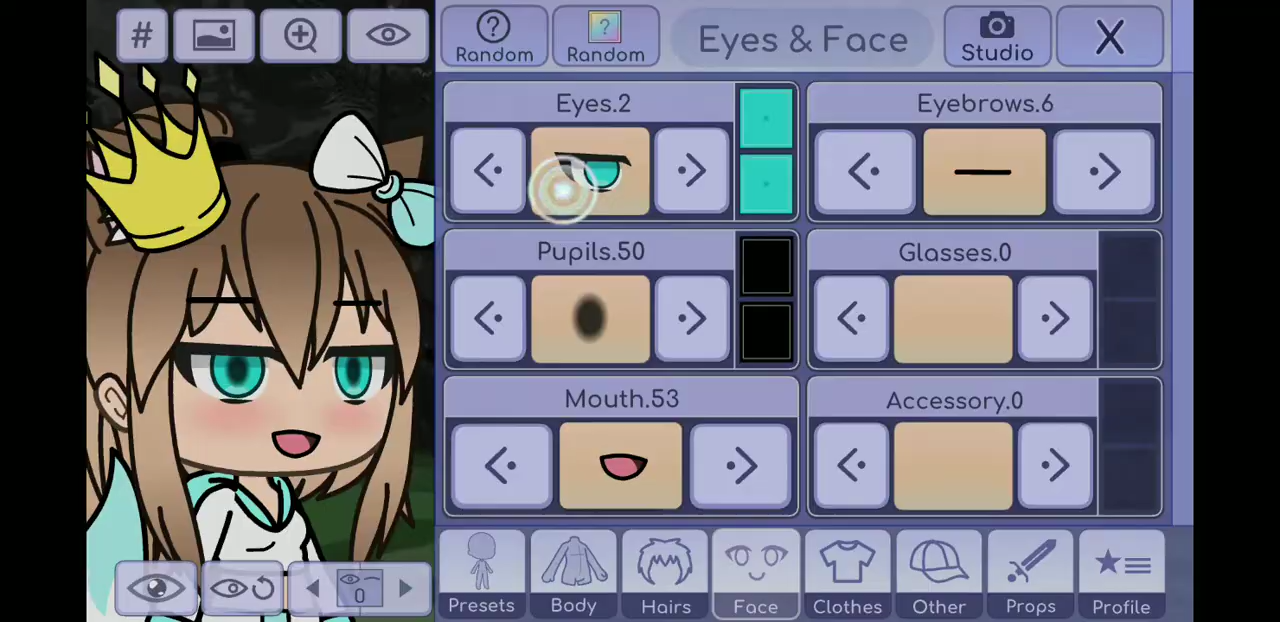 #
?
Random
?
Random
Eyes & Face
Studio
X
Eyes.2
Eyebrows.6
Pupils.50
Glasses.0
Mouth.53
Accessory.0
0
Presets
Body
Hairs
Face
Clothes
Other
Props
Profile